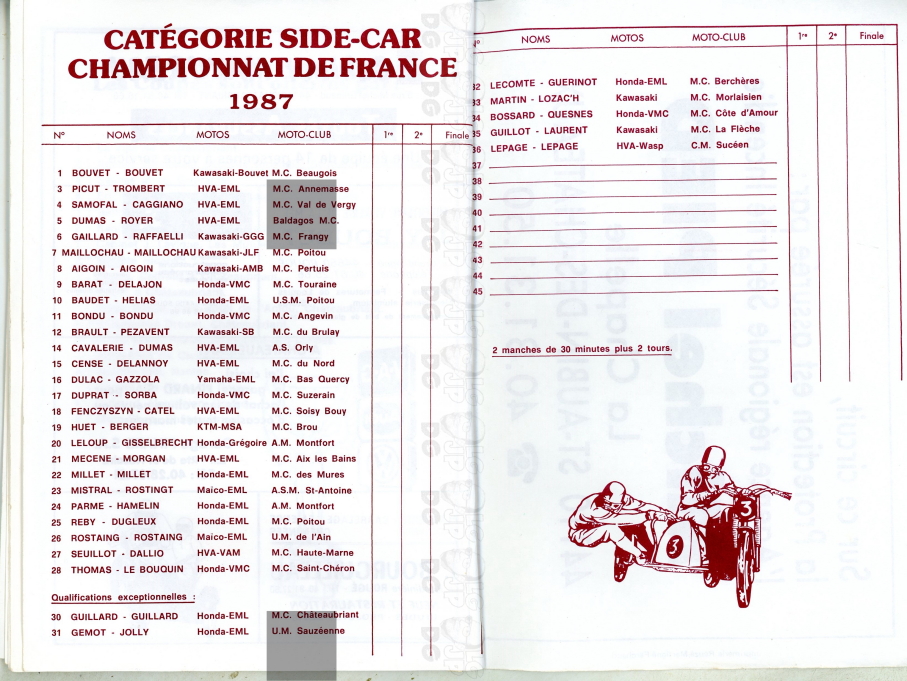 CATÉGORIE SIDE-CAR
CHAMPIONNAT DE FRANCE
1987
N° NOMS MOTOS MOTO-CLUB 1re 2e Finale
1 BOUVET - BOUVET Kawasaki-Bouvet M.C. Beaugois
3 PICUT - TROMBERT HVA-EML M.C. Annemasse
4 SAMOFAL - CAGGIANO HVA-EML M.C. Val de Vergy
5 DUMAS - ROYER HVA-EML Baldagos M.C.
6 GAILLARD - RAFFAELLI Kawasaki-GGG M.C. Frangy
7 MAILLOCHAU - MAILLOCHAU Kawasaki-JLF M.C. Poitou
8 AIGOIN - AIGOIN Kawasaki-AMB M.C. Pertuis
9 BARAT - DELAJON Honda-VMC M.C. Touraine
10 BAUDET - HELIAS Honda-EML U.S.M. Poitou
11 BONDU - BONDU Honda-VMC M.C. Angevin
12 BRAULT - PEZAVENT Kawasaki-SB M.C. du Brulay
14 CAVALERIE - DUMAS HVA-EML A.S. Orly
15 CENSE - DELANNOY HVA-EML M.C. du Nord
16 DULAC - GAZZOLA Yamaha-EML M.C. Bas Quercy
17 DUPRAT - SORBA Honda-VMC M.C. Suzerain
18 FENCZYSZYN - CATEL HVA-EML M.C. Soisy Bouy
19 HUET - BERGER KTM-MSA M.C. Brou
20 LELOUP - GISSELBRECHT Honda-Grégoire A.M. Montfort
21 MECENE - MORGAN HVA-EML M.C. Aix les Bains
22 MILLET - MILLET Honda-EML M.C. des Mures
23 MISTRAL - ROSTINGT Maico-EML A.S.M. St-Antoine
24 PARME - HAMELIN Honda-EML A.M. Montfort
25 REBY - DUGLEUX Honda-EML M.C. Poitou
26 ROSTAING - ROSTAING Maico-EML U.M. de l'Ain
27 SEUILLOT - DALLIO HVA-VAM M.C. Haute-Marne
28 THOMAS - LE BOUQUIN Honda-VMC M.C. Saint-Chéron
Qualifications exceptionnelles :
30 GUILLARD - GUILLARD Honda-EML M.C. Châteaubriant
31 GEMOT - JOLLY Honda-EML U.M. Sauzéenne
N° NOMS MOTOS MOTO-CLUB 1re 2e Finale
32 LECOMTE - GUERINOT Honda-EML M.C. Berchères
33 MARTIN - LOZAC'H Kawasaki M.C. Morlaisien
34 BOSSARD - QUESNES Honda-VMC M.C. Côte d'Amour
35 GUILLOT - LAURENT Kawasaki M.C. La Flèche
36 LEPAGE - LEPAGE HVA-Wasp C.M. Sucéen
37
38
39
40
41
42
43
44
45
2 manches de 30 minutes plus 2 tours.
3
3